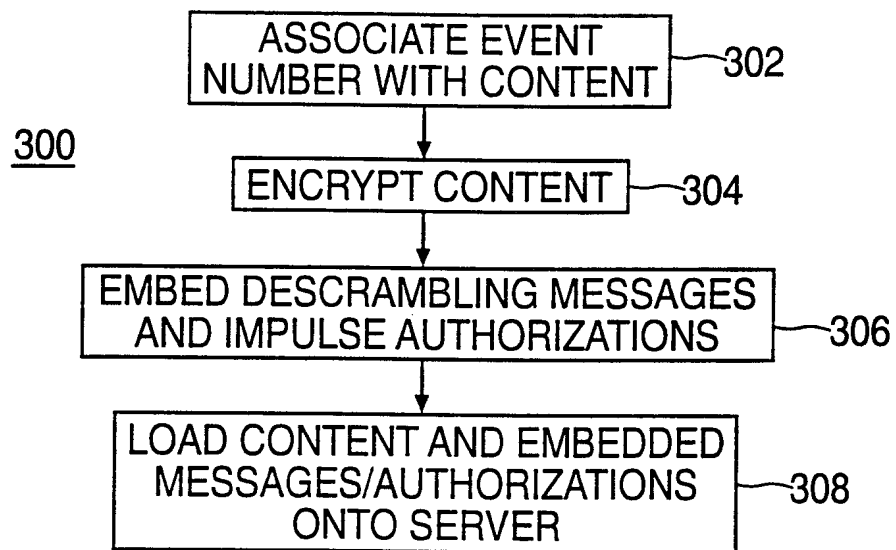 ASSOCIATE EVENT
NUMBER WITH CONTENT
302
300
ENCRYPT CONTENT
304
EMBED DESCRAMBLING MESSAGES
AND IMPULSE AUTHORIZATIONS
306
LOAD CONTENT AND EMBEDDED
MESSAGES/AUTHORIZATIONS
ONTO SERVER
308